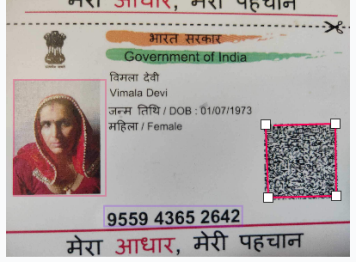 मेरा आधार, मेरी पहचान
भारत सरकार
Government of India
विमला देवी
Vimala Devi
जन्म तिथि / DOB : 01/07/1973
महिला / Female
9559 4365 2642
मेरा आधार, मेरी पहचान